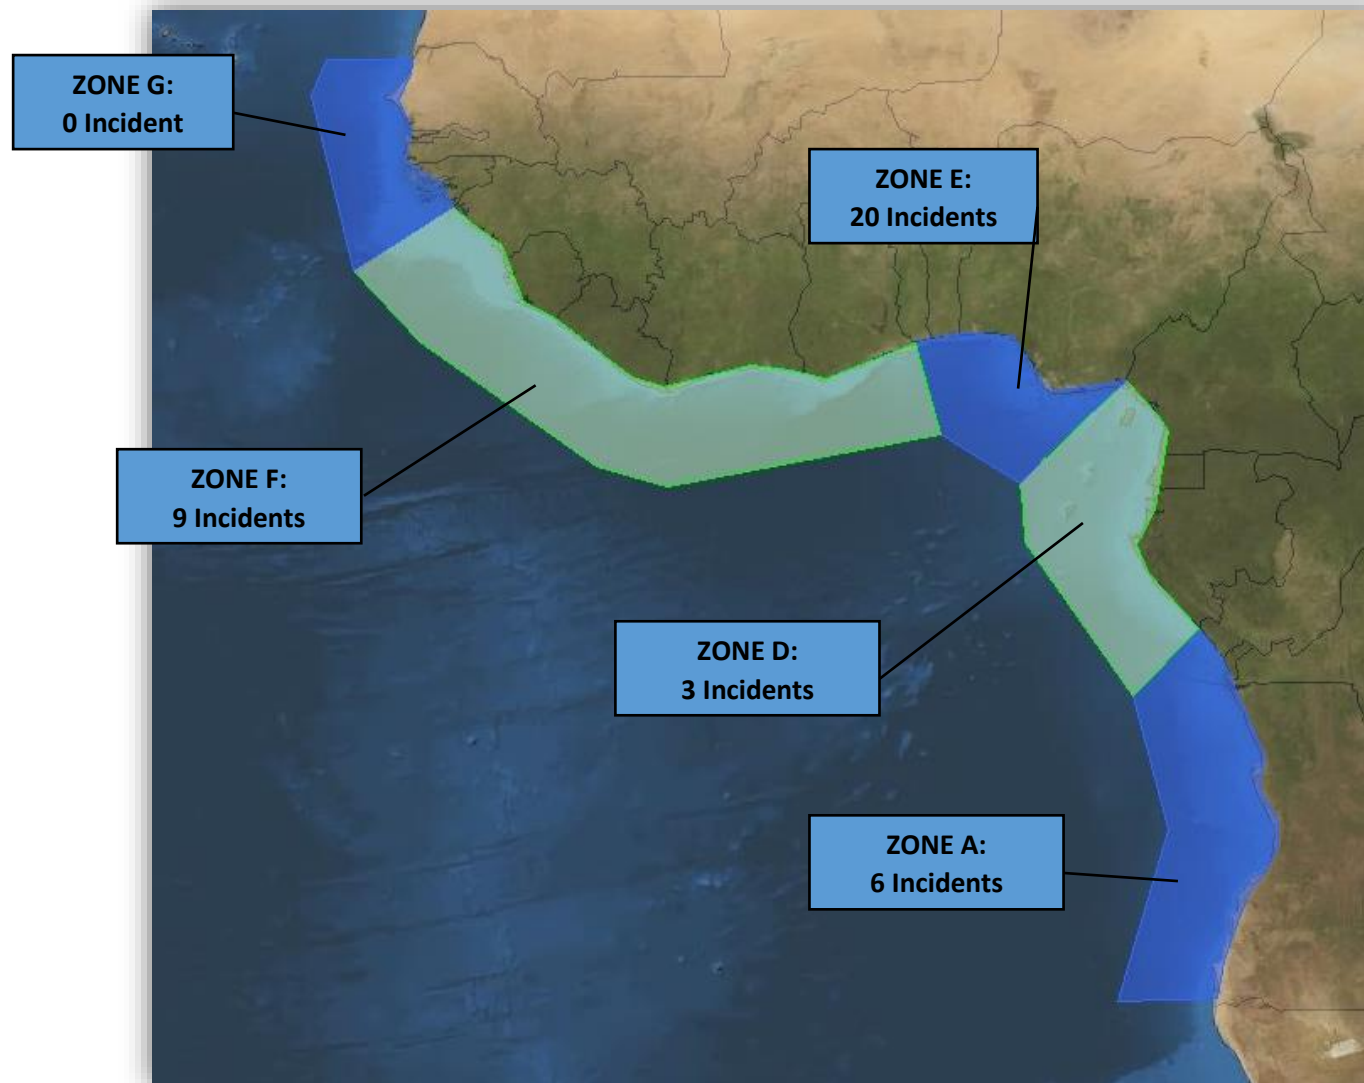 ZONE G:
0 Incident
ZONE E:
20 Incidents
ZONE F:
9 Incidents
ZONE D:
3 Incidents
ZONE A:
6 Incidents